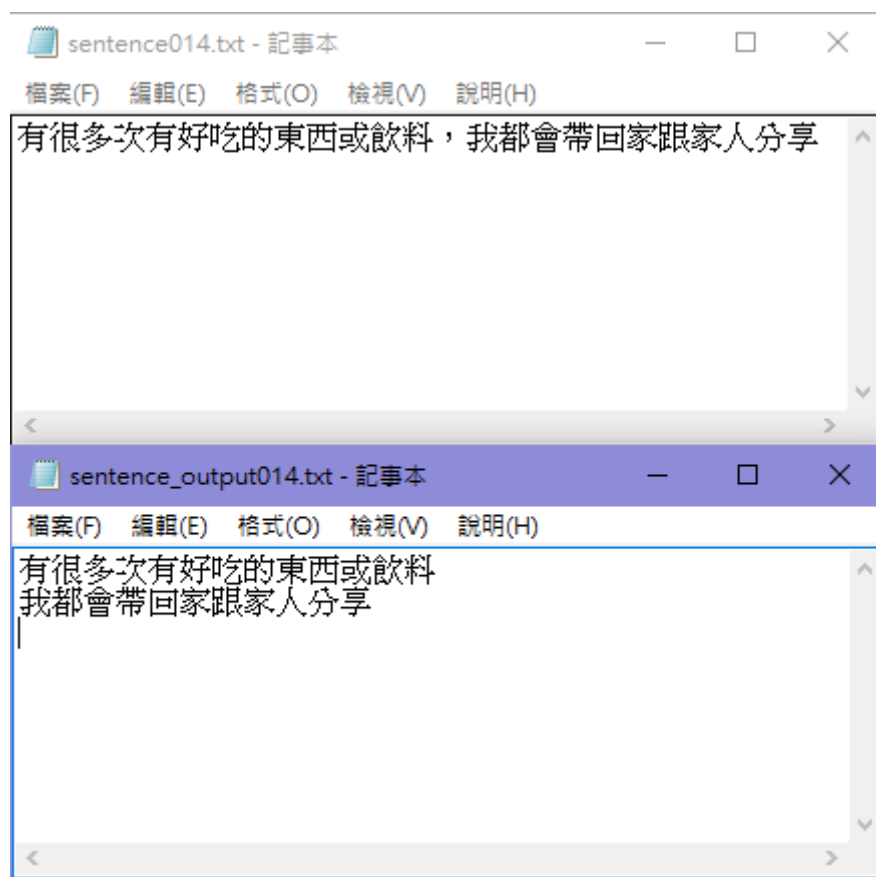 sentence014.txt - 記事本
檔案(F) 編輯(E) 格式(O) 檢視(V) 說明(H)
有很多次有好吃的東西或飲料，我都會帶回家跟家人分享
sentence_output014.txt - 記事本
檔案(F) 編輯(E) 格式(O) 檢視(V) 說明(H)
有很多次有好吃的東西或飲料
我都會帶回家跟家人分享